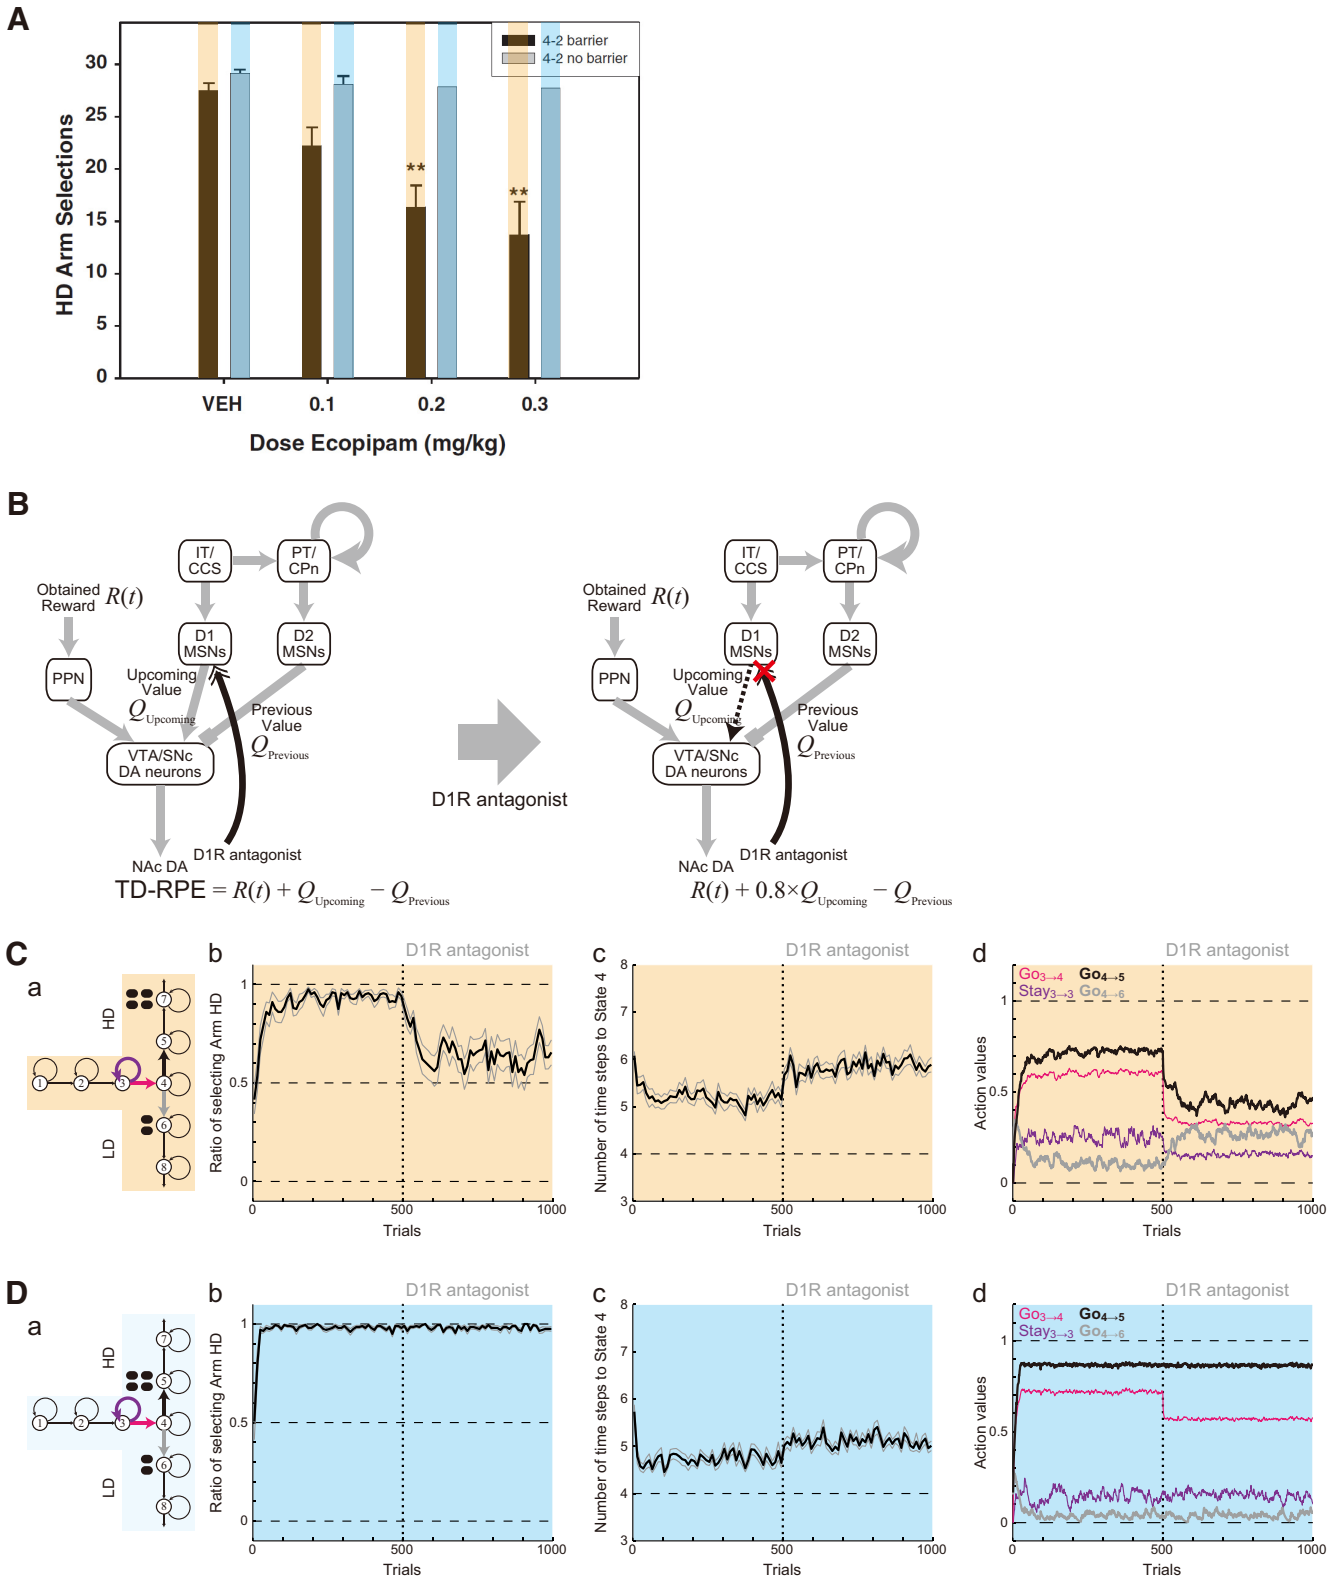 A
HD Arm Selections
30
25
20
15
10
5
0
4-2 barrier
4-2 no barrier
**
**
VEH
0.1
0.2
0.3
Dose Ecopipam (mg/kg)
B
IT/
CCS
PT/
CPn
Obtained
Reward R(t)
D1
MSNs
D2
MSNs
PPN
Upcoming
Value
Q Upcoming
Previous
Value
Q Previous
VTA/SNc
DA neurons
NAc DA
D1R antagonist
TD-RPE = R(t) + Q Upcoming − Q Previous
D1R antagonist
IT/
CCS
PT/
CPn
Obtained
Reward R(t)
D1
MSNs
D2
MSNs
PPN
Upcoming
Value
Q Upcoming
Previous
Value
Q Previous
VTA/SNc
DA neurons
NAc DA
D1R antagonist
R(t) + 0.8×Q Upcoming − Q Previous
C
a
HD
LD
1
2
3
4
5
6
7
8
b
D1R antagonist
Ratio of selecting Arm HD
1
0.5
0
0
500
1000
Trials
c
D1R antagonist
Number of time steps to State 4
8
7
6
5
4
3
0
500
1000
Trials
d
D1R antagonist
Go3→4
Go4→5
Stay3→3
Go4→6
Action values
1
0.5
0
0
500
1000
Trials
D
a
HD
LD
1
2
3
4
5
6
7
8
b
D1R antagonist
Ratio of selecting Arm HD
1
0.5
0
0
500
1000
Trials
c
D1R antagonist
Number of time steps to State 4
8
7
6
5
4
3
0
500
1000
Trials
d
D1R antagonist
Go3→4
Go4→5
Stay3→3
Go4→6
Action values
1
0.5
0
0
500
1000
Trials